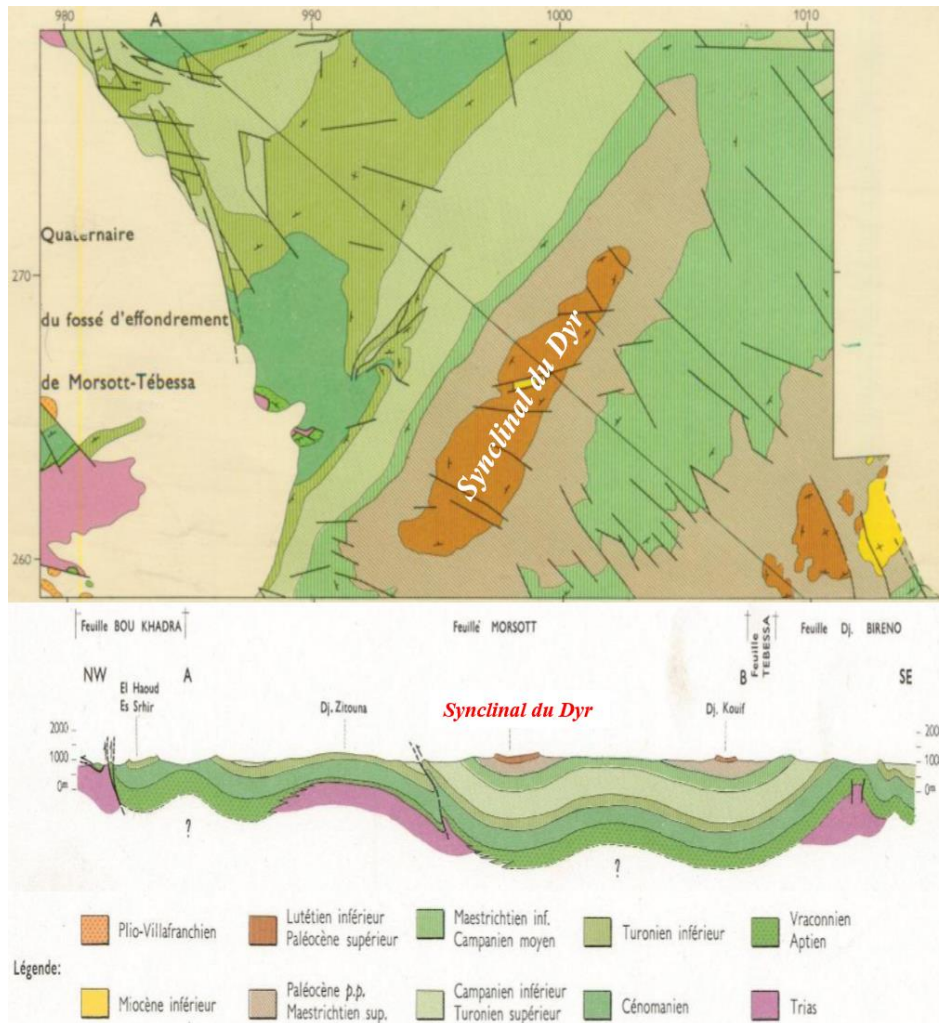 980 990 1000 1010
A
Quaternaire
270
du fossé d'effondrement
de Morsott-Tébessa
Synclinal du Dyr
260
Feuille BOU KHADRA
Feuille MORSOTT
Feuille TEBESSA
Feuille Dj. BIRENO
NW A B SE
El Haoud
Es Srhir
Dj. Zitouna
Synclinal du Dyr
Dj. Kouif
2000
1000
0m
200
100
0m
?
?
Plio-Villafranchien
Lutétien inférieur
Paléocène supérieur
Maestrichtien inf.
Campanien moyen
Turonien inférieur
Vraconnien
Aptien
Légende:
Miocène inférieur
Paléocène p.p.
Maestrichtien sup.
Campanien inférieur
Turonien supérieur
Cénomanien
Trias